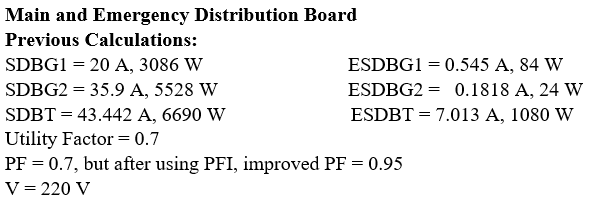 Main and Emergency Distribution Board
Previous Calculations:
SDBG1 = 20 A, 3086 W ESDBG1 = 0.545 A, 84 W
SDBG2 = 35.9 A, 5528 W ESDBG2 = 0.1818 A, 24 W
SDBT = 43.442 A, 6690 W ESDBT = 7.013 A, 1080 W
Utility Factor = 0.7
PF = 0.7, but after using PFI, improved PF = 0.95
V = 220 V